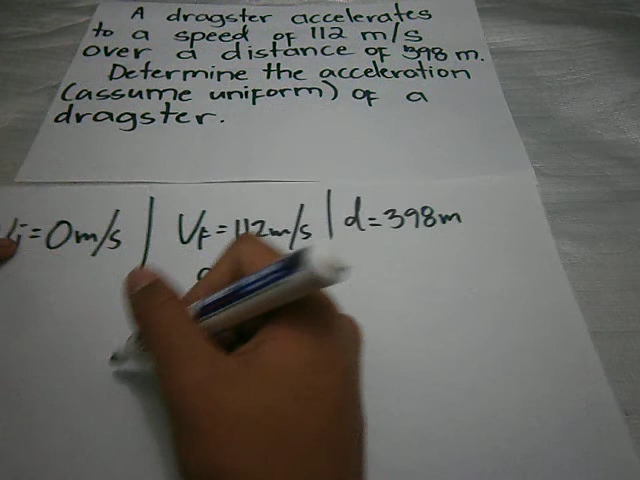 A dragster accelerates
to a speed of 112 m/s
over a distance of 398 m.
Determine the acceleration
(assume uniform) of a
dragster.
Vi = 0m/s | VF = 112m/s | d = 398m